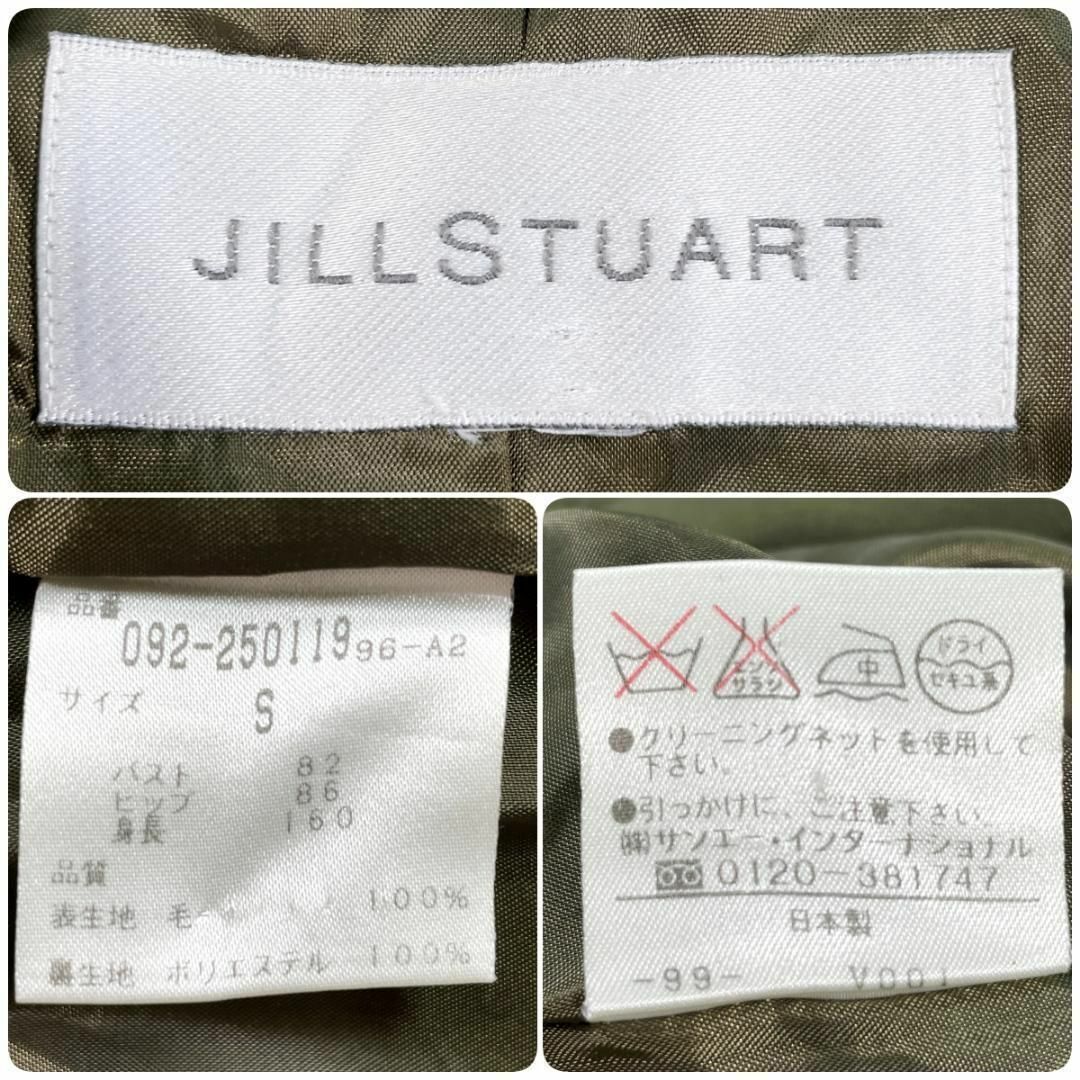 JILLSTUART
品番
092-25011996-A2
サイズ S
バスト 82
ヒップ 86
身長 160
品質
表生地 毛 100%
裏生地 ポリエステル 100%
エンソ
サラシ
中
ドライ
セキユ系
●クリーニングネットを使用して
下さい。
●引っかけに、ご注意下さい。
㈱サンエー・インターナショナル
0120-381747
日本製
-99- V001